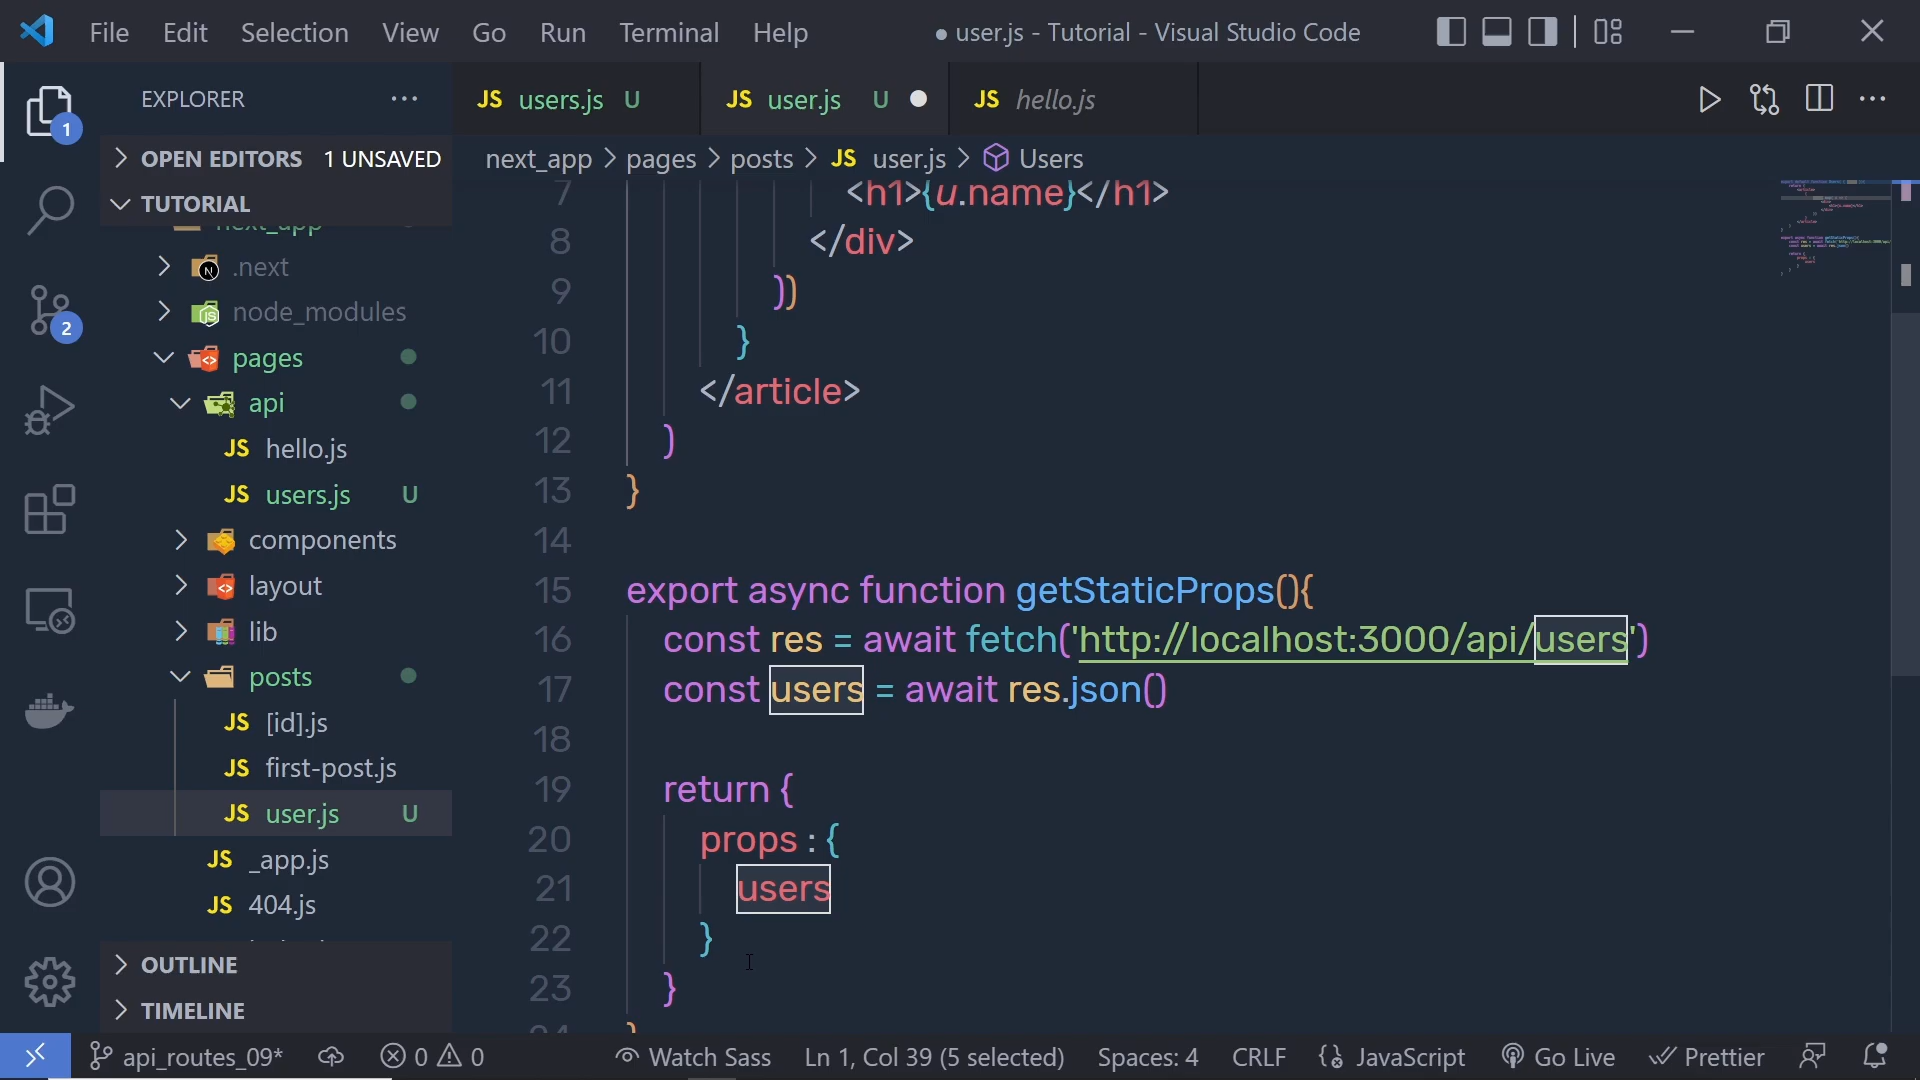 File Edit Selection View Go Run Terminal Help
● user.js - Tutorial - Visual Studio Code
EXPLORER
JS users.js U
JS user.js U
JS hello.js
1
OPEN EDITORS 1 UNSAVED
next_app > pages > posts > JS user.js > Users
TUTORIAL
next_app
.next
node_modules
2
pages
api
JS hello.js
JS users.js U
components
layout
lib
posts
JS [id].js
JS first-post.js
JS user.js U
JS _app.js
JS 404.js
OUTLINE
TIMELINE
7 <h1>{u.name}</h1>
8 </div>
9 ))
10 }
11 </article>
12 )
13 }
14
15 export async function getStaticProps(){
16 const res = await fetch('http://localhost:3000/api/users')
17 const users = await res.json()
18
19 return {
20 props : {
21 users
22 }
23 }
24 }
api_routes_09* 0 0 Watch Sass Ln 1, Col 39 (5 selected) Spaces: 4 CRLF JavaScript Go Live Prettier